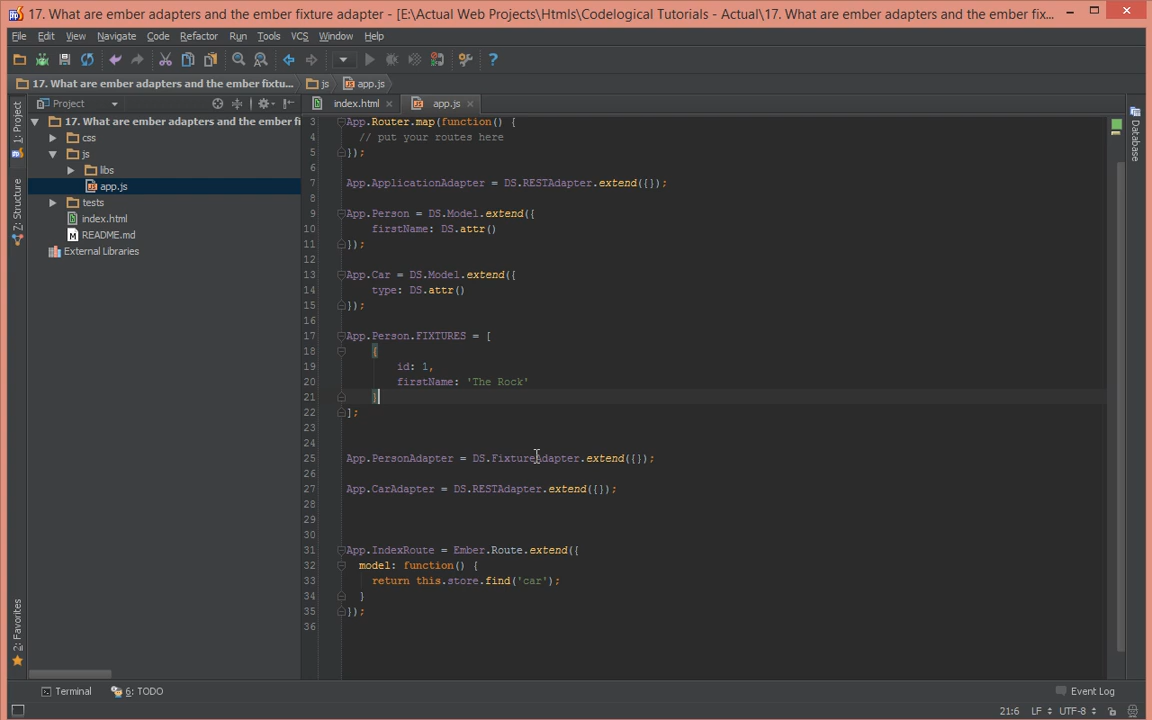 17. What are ember adapters and the ember fixture adapter - [E:\Actual Web Projects\Htmls\Codelogical Tutorials - Actual\17. What are ember adapters and the ember fix...
File Edit View Navigate Code Refactor Run Tools VCS Window Help
17. What are ember adapters and the ember fixtu... js app.js
Project index.html app.js
17. What are ember adapters and the ember fi
css
js
libs
app.js
tests
index.html
README.md
External Libraries
1: Project
Z: Structure
2: Favorites
3 App.Router.map(function() {
4 // put your routes here
5 });
6
7 App.ApplicationAdapter = DS.RESTAdapter.extend({});
8
9 App.Person = DS.Model.extend({
10 firstName: DS.attr()
11 });
12
13 App.Car = DS.Model.extend({
14 type: DS.attr()
15 });
16
17 App.Person.FIXTURES = [
18 {
19 id: 1,
20 firstName: 'The Rock'
21 }
22 ];
23
24
25 App.PersonAdapter = DS.FixtureAdapter.extend({});
26
27 App.CarAdapter = DS.RESTAdapter.extend({});
28
29
30
31 App.IndexRoute = Ember.Route.extend({
32 model: function() {
33 return this.store.find('car');
34 }
35 });
36
Database
Terminal 6: TODO Event Log
21:6 LF UTF-8